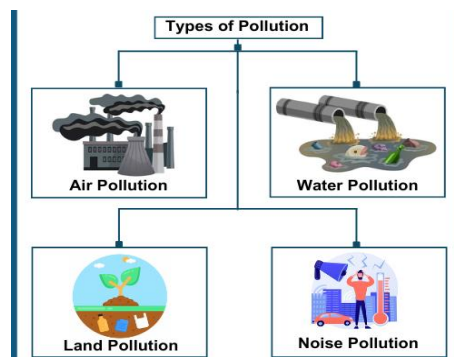 Types of Pollution
Air Pollution
Water Pollution
Land Pollution
Noise Pollution